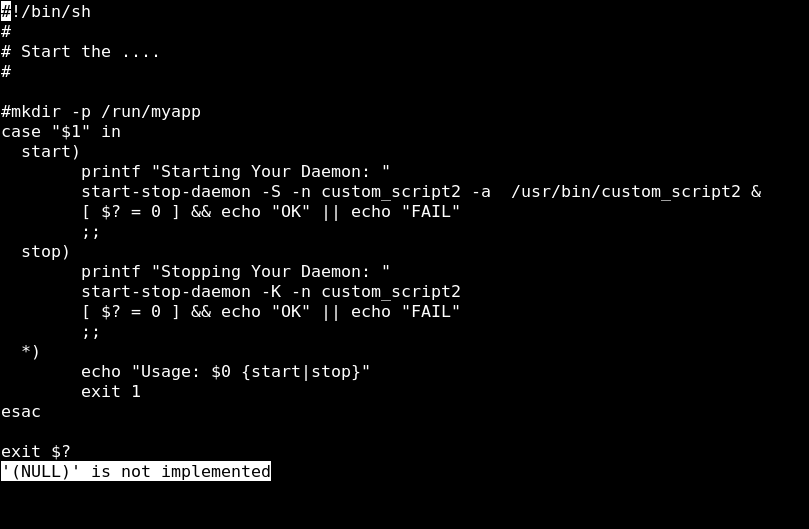 #!/bin/sh
#
# Start the ....
#
#mkdir -p /run/myapp
case "$1" in
  start)
        printf "Starting Your Daemon: "
        start-stop-daemon -S -n custom_script2 -a  /usr/bin/custom_script2 &
        [ $? = 0 ] && echo "OK" || echo "FAIL"
        ;;
  stop)
        printf "Stopping Your Daemon: "
        start-stop-daemon -K -n custom_script2
        [ $? = 0 ] && echo "OK" || echo "FAIL"
        ;;
  *)
        echo "Usage: $0 {start|stop}"
        exit 1
esac
exit $?
'(NULL)' is not implemented